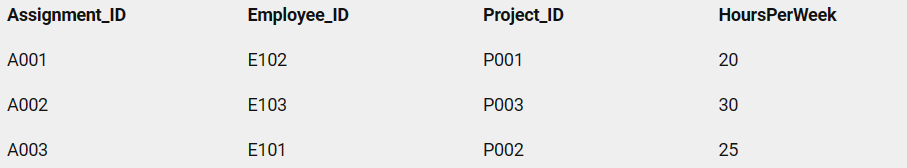 Assignment_ID Employee_ID Project_ID HoursPerWeek
A001 E102 P001 20
A002 E103 P003 30
A003 E101 P002 25